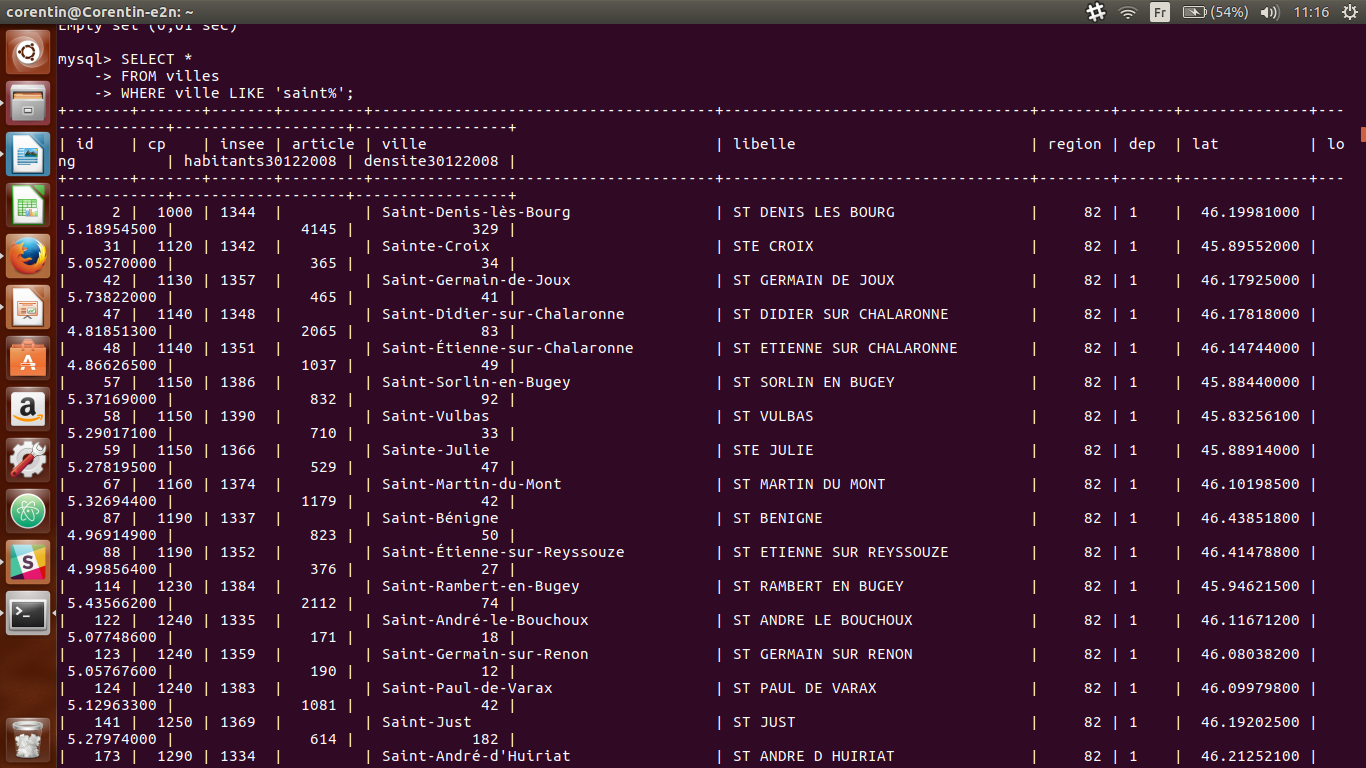 corentin@Corentin-e2n: ~ Fr (54%) 11:16
Empty set (0,01 sec)
mysql> SELECT *
-> FROM villes
-> WHERE ville LIKE 'saint%';
+-------+-------+-------+---------+---------------------------------------+----------------------------------+--------+------+--------------+---
------------+--------------------+-----------------+
| id | cp | insee | article | ville | libelle | region | dep | lat | lo
ng | habitants30122008 | densite30122008 |
+-------+-------+-------+---------+---------------------------------------+----------------------------------+--------+------+--------------+---
------------+--------------------+-----------------+
| 2 | 1000 | 1344 | | Saint-Denis-lès-Bourg | ST DENIS LES BOURG | 82 | 1 | 46.19981000 |
5.18954500 | 4145 | 329 |
| 31 | 1120 | 1342 | | Sainte-Croix | STE CROIX | 82 | 1 | 45.89552000 |
5.05270000 | 365 | 34 |
| 42 | 1130 | 1357 | | Saint-Germain-de-Joux | ST GERMAIN DE JOUX | 82 | 1 | 46.17925000 |
5.73822000 | 465 | 41 |
| 47 | 1140 | 1348 | | Saint-Didier-sur-Chalaronne | ST DIDIER SUR CHALARONNE | 82 | 1 | 46.17818000 |
4.81851300 | 2065 | 83 |
| 48 | 1140 | 1351 | | Saint-Étienne-sur-Chalaronne | ST ETIENNE SUR CHALARONNE | 82 | 1 | 46.14744000 |
4.86626500 | 1037 | 49 |
| 57 | 1150 | 1386 | | Saint-Sorlin-en-Bugey | ST SORLIN EN BUGEY | 82 | 1 | 45.88440000 |
5.37169000 | 832 | 92 |
| 58 | 1150 | 1390 | | Saint-Vulbas | ST VULBAS | 82 | 1 | 45.83256100 |
5.29017100 | 710 | 33 |
| 59 | 1150 | 1366 | | Sainte-Julie | STE JULIE | 82 | 1 | 45.88914000 |
5.27819500 | 529 | 47 |
| 67 | 1160 | 1374 | | Saint-Martin-du-Mont | ST MARTIN DU MONT | 82 | 1 | 46.10198500 |
5.32694400 | 1179 | 42 |
| 87 | 1190 | 1337 | | Saint-Bénigne | ST BENIGNE | 82 | 1 | 46.43851800 |
4.96914900 | 823 | 50 |
| 88 | 1190 | 1352 | | Saint-Étienne-sur-Reyssouze | ST ETIENNE SUR REYSSOUZE | 82 | 1 | 46.41478800 |
4.99856400 | 376 | 27 |
| 114 | 1230 | 1384 | | Saint-Rambert-en-Bugey | ST RAMBERT EN BUGEY | 82 | 1 | 45.94621500 |
5.43566200 | 2112 | 74 |
| 122 | 1240 | 1335 | | Saint-André-le-Bouchoux | ST ANDRE LE BOUCHOUX | 82 | 1 | 46.11671200 |
5.07748600 | 171 | 18 |
| 123 | 1240 | 1359 | | Saint-Germain-sur-Renon | ST GERMAIN SUR RENON | 82 | 1 | 46.08038200 |
5.05767600 | 190 | 12 |
| 124 | 1240 | 1383 | | Saint-Paul-de-Varax | ST PAUL DE VARAX | 82 | 1 | 46.09979800 |
5.12963300 | 1081 | 42 |
| 141 | 1250 | 1369 | | Saint-Just | ST JUST | 82 | 1 | 46.19202500 |
5.27974000 | 614 | 182 |
| 173 | 1290 | 1334 | | Saint-André-d'Huiriat | ST ANDRE D HUIRIAT | 82 | 1 | 46.21252100 |